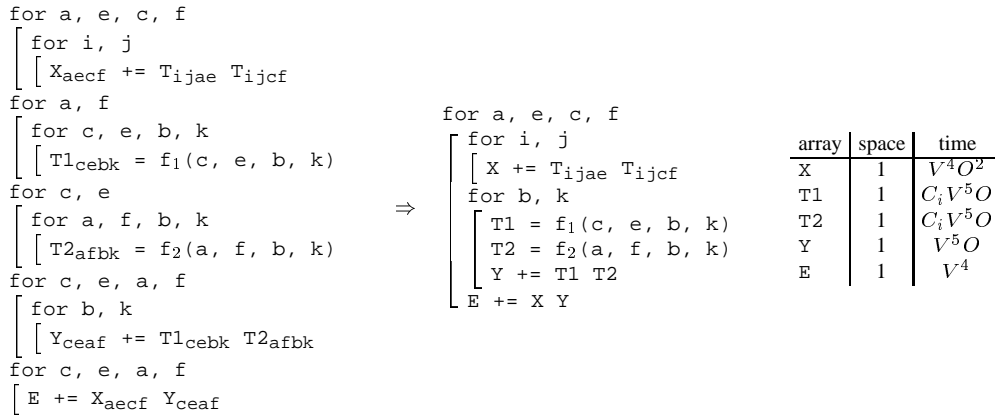 for a, e, c, f
for i, j
X_aecf += T_ijae T_ijcf
for a, f
for c, e, b, k
T1_cebk = f_1(c, e, b, k)
for c, e
for a, f, b, k
T2_afbk = f_2(a, f, b, k)
for c, e, a, f
for b, k
Y_ceaf += T1_cebk T2_afbk
for c, e, a, f
E += X_aecf Y_ceaf
⇒
for a, e, c, f
for i, j
X += T_ijae T_ijcf
for b, k
T1 = f_1(c, e, b, k)
T2 = f_2(a, f, b, k)
Y += T1 T2
E += X Y
array space time
X 1 V^4O^2
T1 1 C_iV^5O
T2 1 C_iV^5O
Y 1 V^5O
E 1 V^4